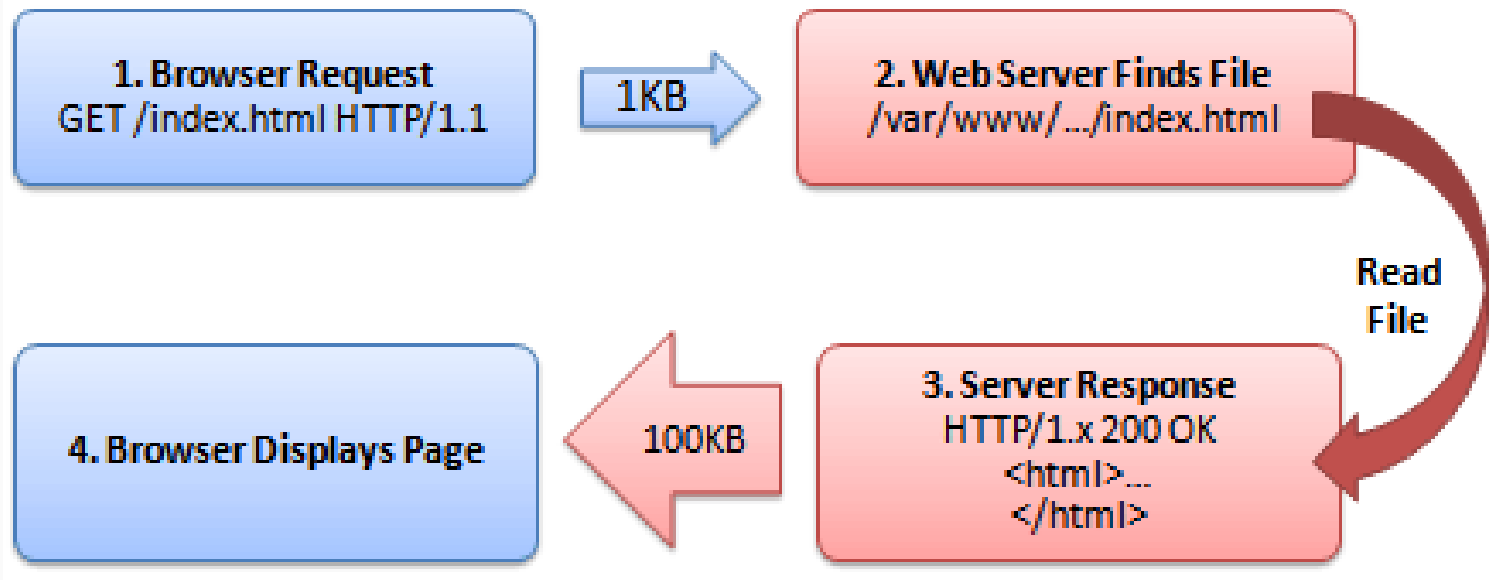 1. Browser Request
GET /index.html HTTP/1.1
1KB
2. Web Server Finds File
/var/www/.../index.html
Read
File
3. Server Response
HTTP/1.x 200 OK
<html>...
</html>
100KB
4. Browser Displays Page